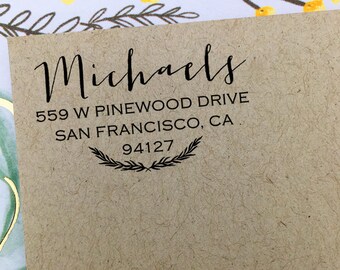 Michaels
559 W PINEWOOD DRIVE
SAN FRANCISCO, CA
94127